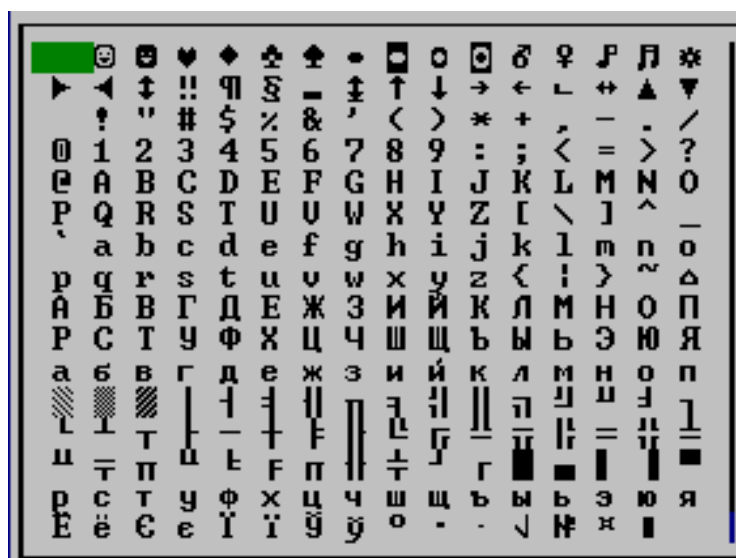 ☺ ☻ ♥ ♦ ♣ ♠ • ◘ ○ ◙ ♂ ♀ ♪ ♫ ☼
► ◄ ↕ ‼ ¶ § ▬ ↨ ↑ ↓ → ← ∟ ↔ ▲ ▼
! " # $ % & ' ( ) * + , - . /
0 1 2 3 4 5 6 7 8 9 : ; < = > ?
@ A B C D E F G H I J K L M N O
P Q R S T U V W X Y Z [ \ ] ^ _
` a b c d e f g h i j k l m n o
p q r s t u v w x y z { ¦ } ~ ⌂
А Б В Г Д Е Ж З И Й К Л М Н О П
Р С Т У Ф Х Ц Ч Ш Щ Ъ Ы Ь Э Ю Я
а б в г д е ж з и й к л м н о п
░ ▒ ▓ │ ┤ ╡ ╢ ╖ ╕ ╣ ║ ╗ ╝ ╜ ╛ ┐
└ ┴ ┬ ├ ─ ┼ ╞ ╟ ╚ ╔ ╩ ╦ ╠ ═ ╬ ╧
╨ ╤ ╥ ╙ ╘ ╒ ╓ ╫ ╪ ┘ ┌ █ ▄ ▌ ▐ ▀
р с т у ф х ц ч ш щ ъ ы ь э ю я
Ё ё Є є Ї ї Ў ў ° • · √ № ¤ ■